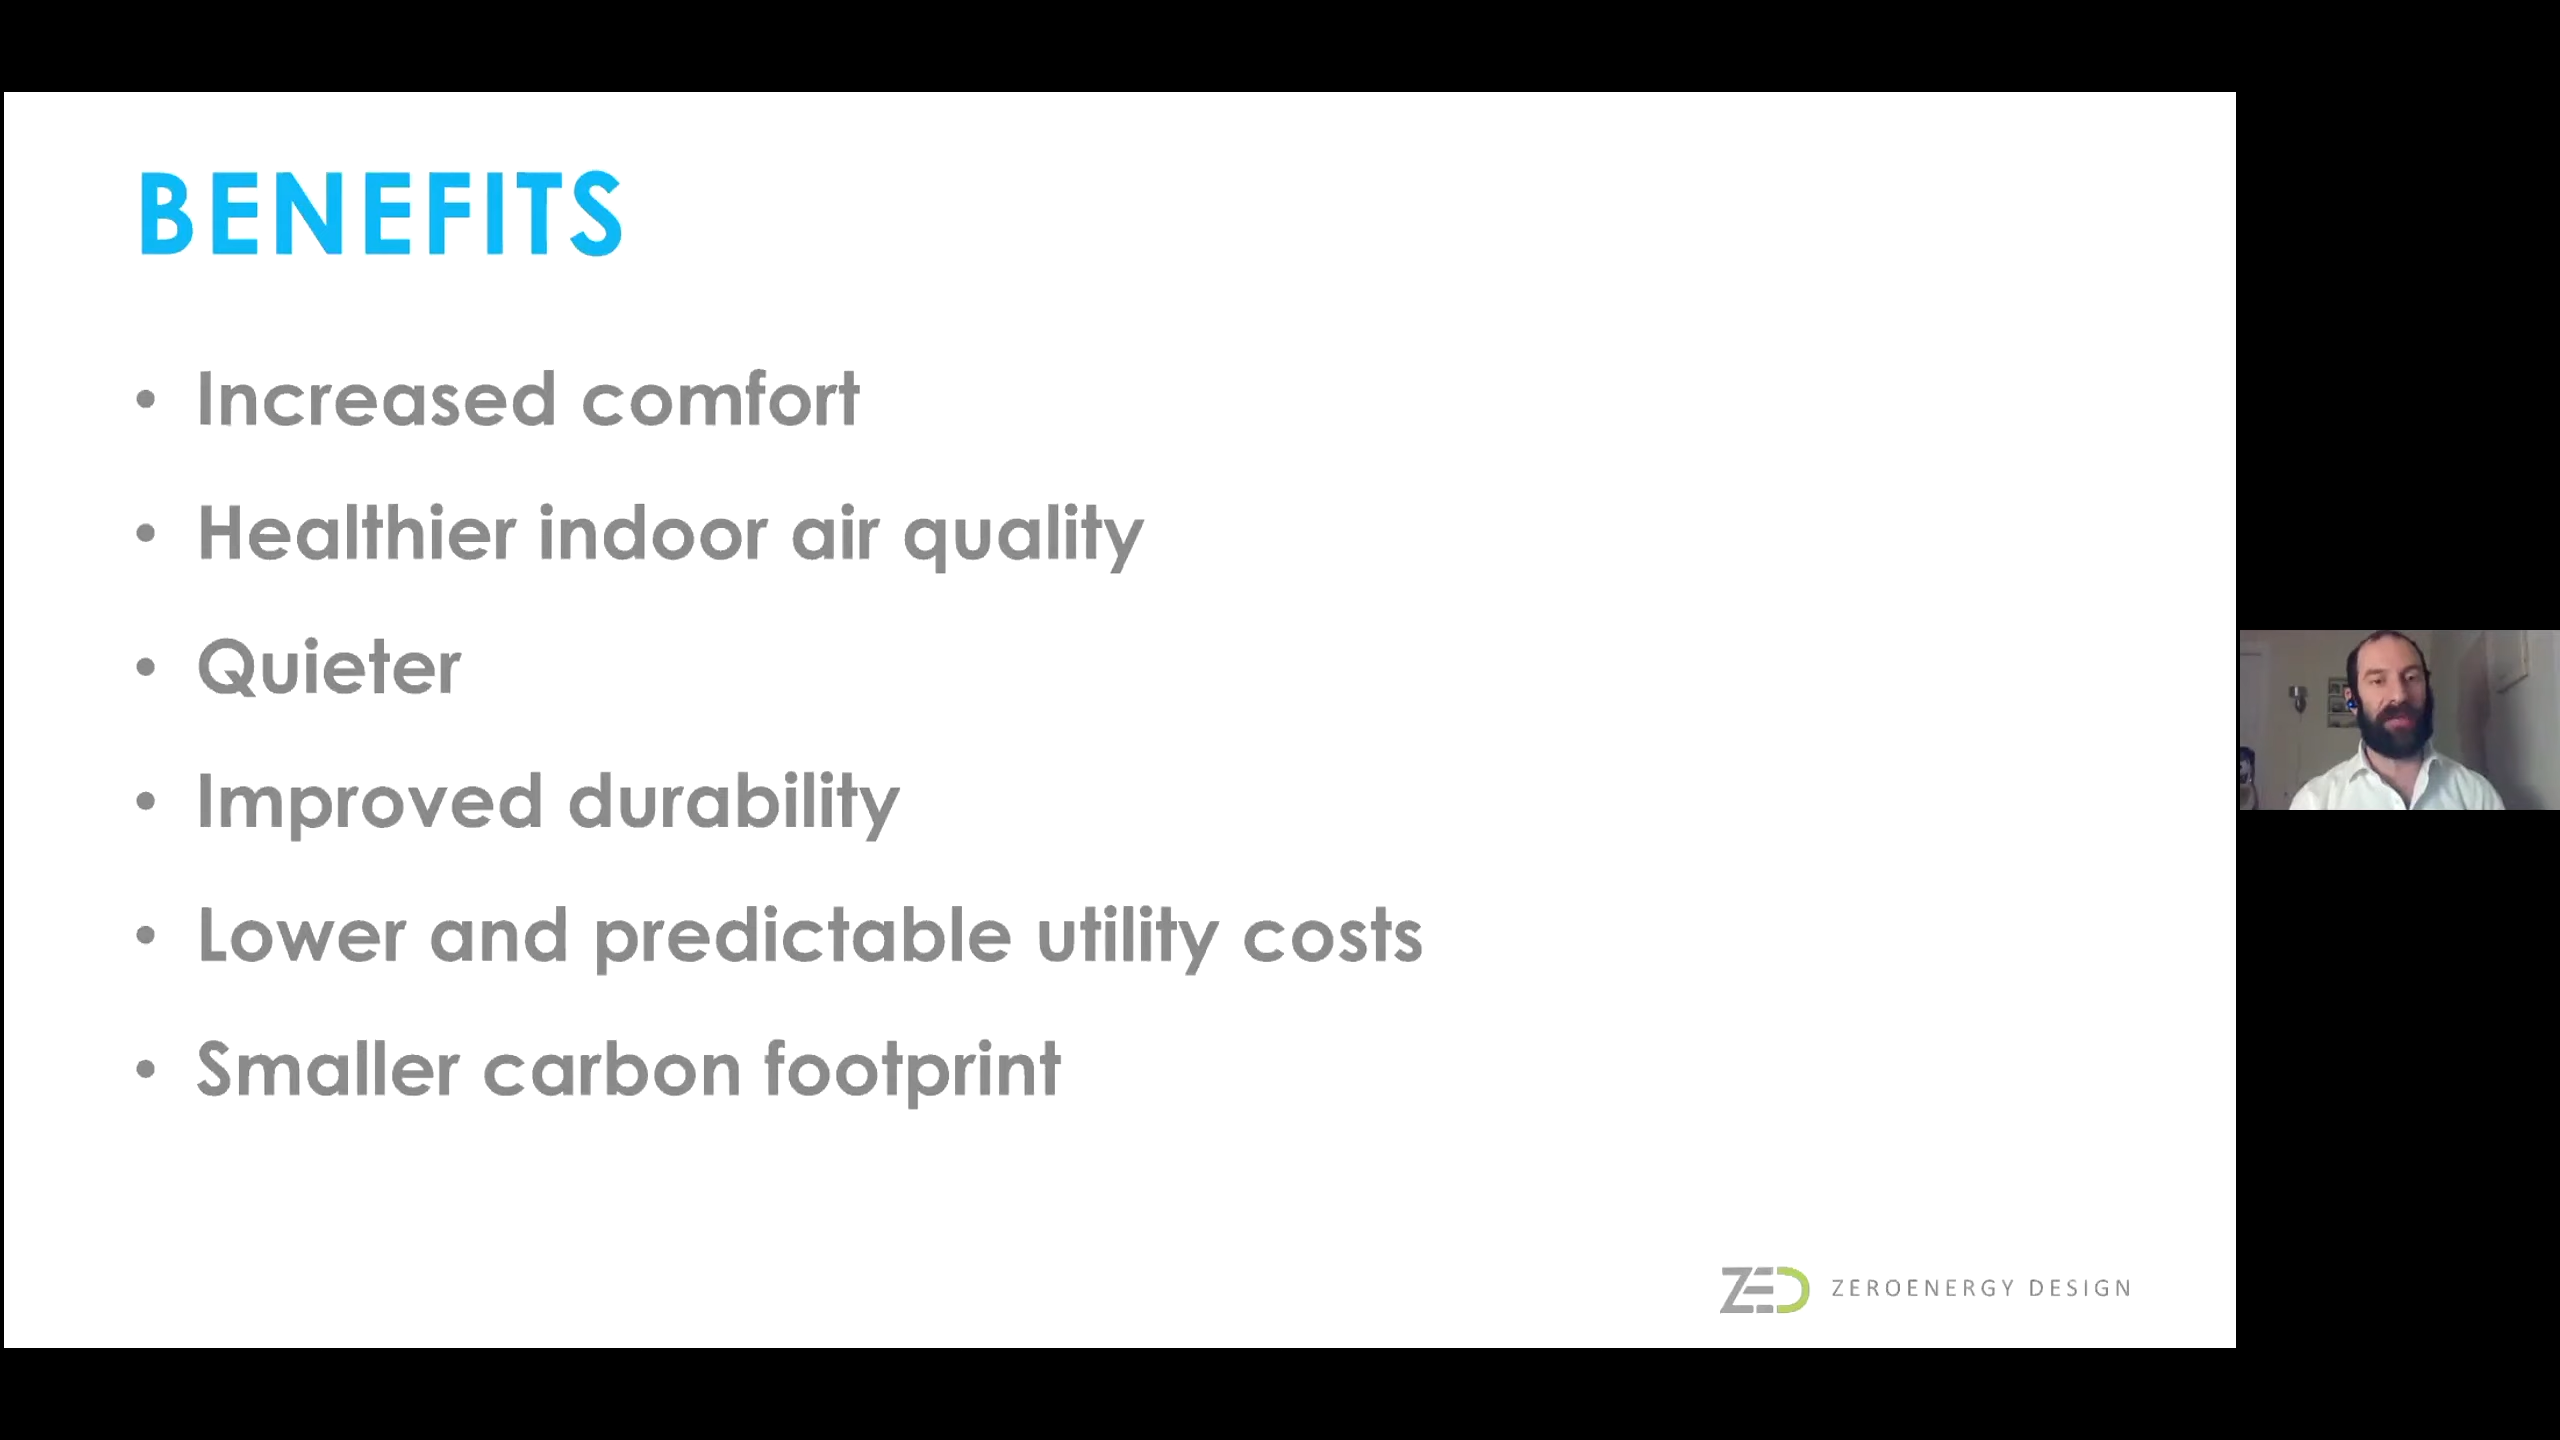 BENEFITS
• Increased comfort
• Healthier indoor air quality
• Quieter
• Improved durability
• Lower and predictable utility costs
• Smaller carbon footprint
ZED ZEROENERGY DESIGN